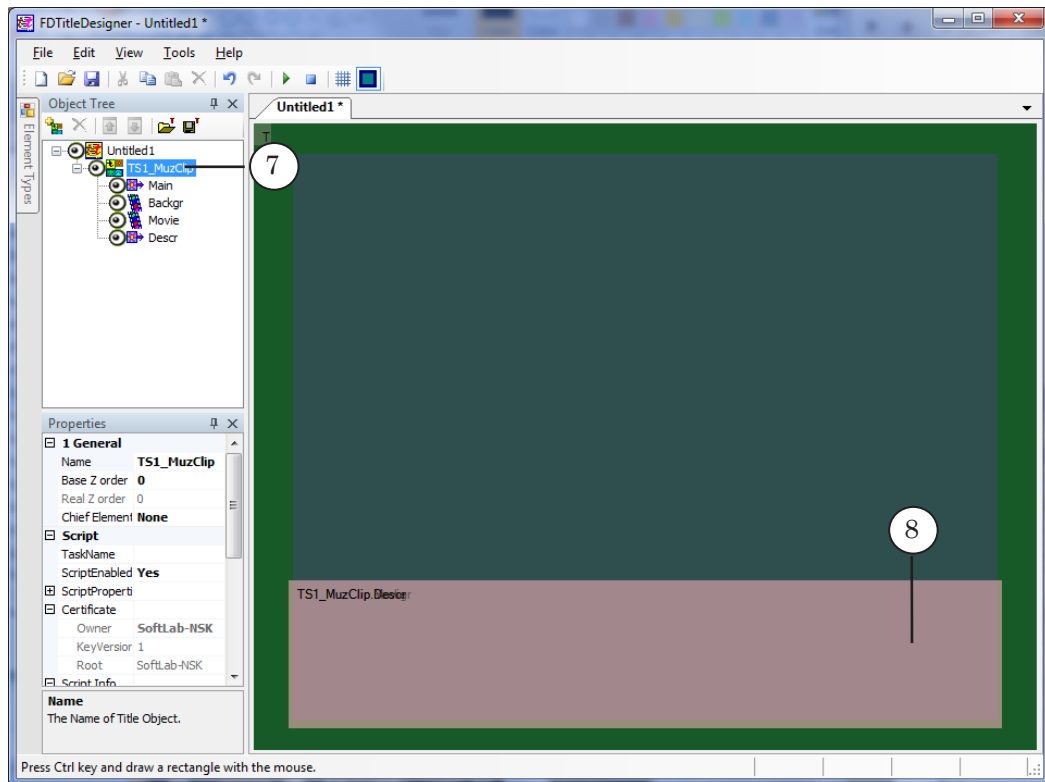 FDTitleDesigner - Untitled1 *
File Edit View Tools Help
Object Tree
Untitled1 *
Element Types
T
Untitled1
TS1_MuzClip
7
Main
Backgr
Movie
Descr
Properties
1 General
Name TS1_MuzClip
Base Z order 0
Real Z order 0
Chief Element None
Script
TaskName
ScriptEnabled Yes
ScriptProperti
Certificate
Owner SoftLab-NSK
KeyVersion 1
Root SoftLab-NSK
Script Info
8
TS1_MuzClip.
Name
The Name of Title Object.
Press Ctrl key and draw a rectangle with the mouse.